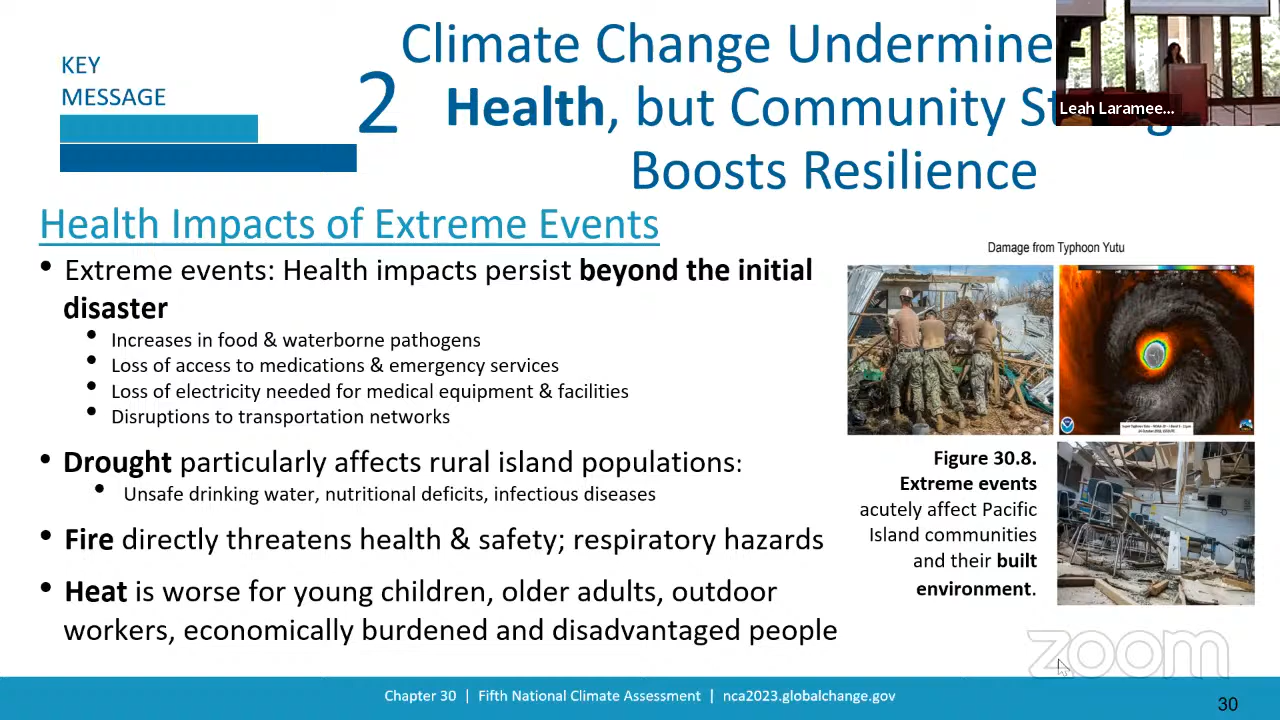 KEY
MESSAGE
2
Climate Change Undermine
Health, but Community
Boosts Resilience
Leah Laramee...
Health Impacts of Extreme Events
• Extreme events: Health impacts persist beyond the initial
disaster
• Increases in food & waterborne pathogens
• Loss of access to medications & emergency services
• Loss of electricity needed for medical equipment & facilities
• Disruptions to transportation networks
• Drought particularly affects rural island populations:
• Unsafe drinking water, nutritional deficits, infectious diseases
• Fire directly threatens health & safety; respiratory hazards
• Heat is worse for young children, older adults, outdoor
workers, economically burdened and disadvantaged people
Damage from Typhoon Yutu
Figure 30.8.
Extreme events
acutely affect Pacific
Island communities
and their built
environment.
zoom
Chapter 30 | Fifth National Climate Assessment | nca2023.globalchange.gov
30